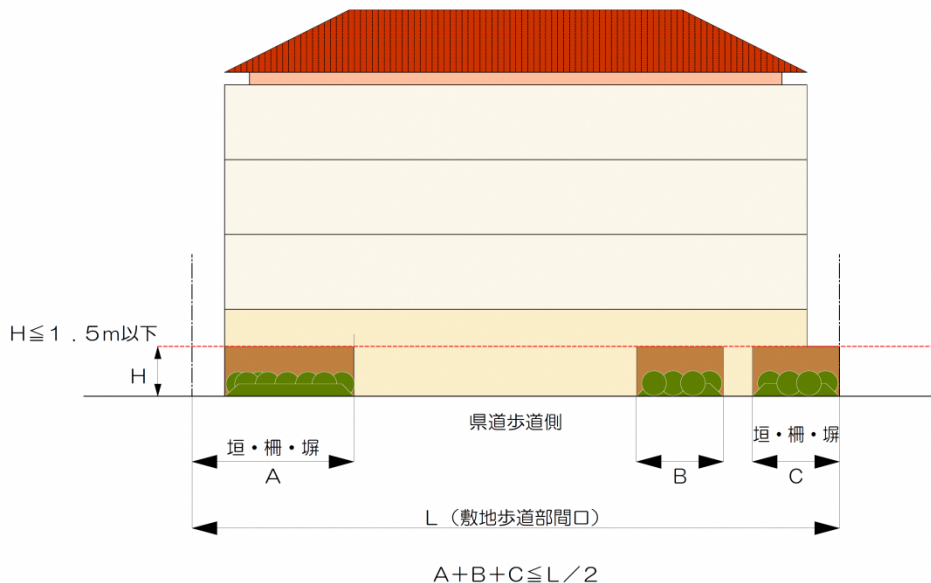 H≦1.5m以下
H
県道歩道側
垣・柵・塀
垣・柵・塀
A
B
C
L(敷地歩道部間口)
A+B+C≦L/2